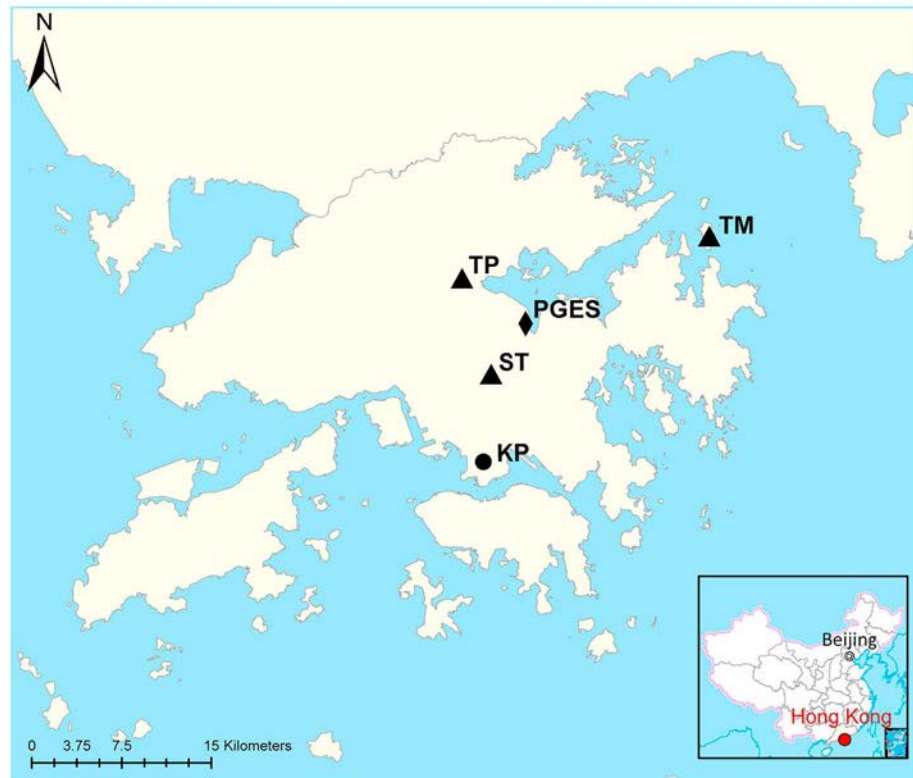 N
TM
TP
PGES
ST
KP
Beijing
Hong Kong
0 3.75 7.5 15 Kilometers